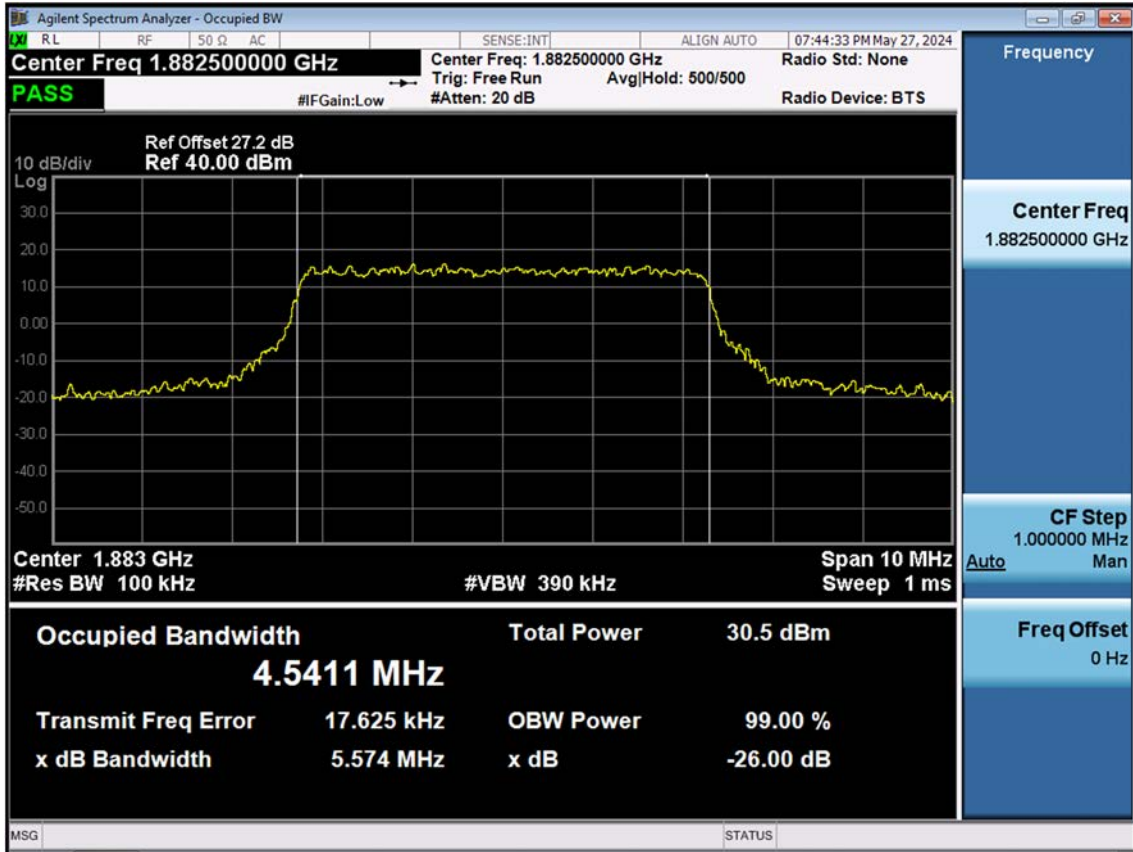 Agilent Spectrum Analyzer - Occupied BW
LXI RL RF 50 Ω AC SENSE:INT ALIGN AUTO 07:44:33 PM May 27, 2024
Center Freq 1.882500000 GHz
PASS
#IFGain:Low
Center Freq: 1.882500000 GHz
Trig: Free Run Avg|Hold: 500/500
#Atten: 20 dB
Radio Std: None
Radio Device: BTS
Ref Offset 27.2 dB
10 dB/div Ref 40.00 dBm
Log
30.0
20.0
10.0
0.00
-10.0
-20.0
-30.0
-40.0
-50.0
Center 1.883 GHz Span 10 MHz
#Res BW 100 kHz #VBW 390 kHz Sweep 1 ms
Occupied Bandwidth Total Power 30.5 dBm
4.5411 MHz
Transmit Freq Error 17.625 kHz OBW Power 99.00 %
x dB Bandwidth 5.574 MHz x dB -26.00 dB
MSG STATUS
Frequency
Center Freq
1.882500000 GHz
CF Step
1.000000 MHz
Auto Man
Freq Offset
0 Hz